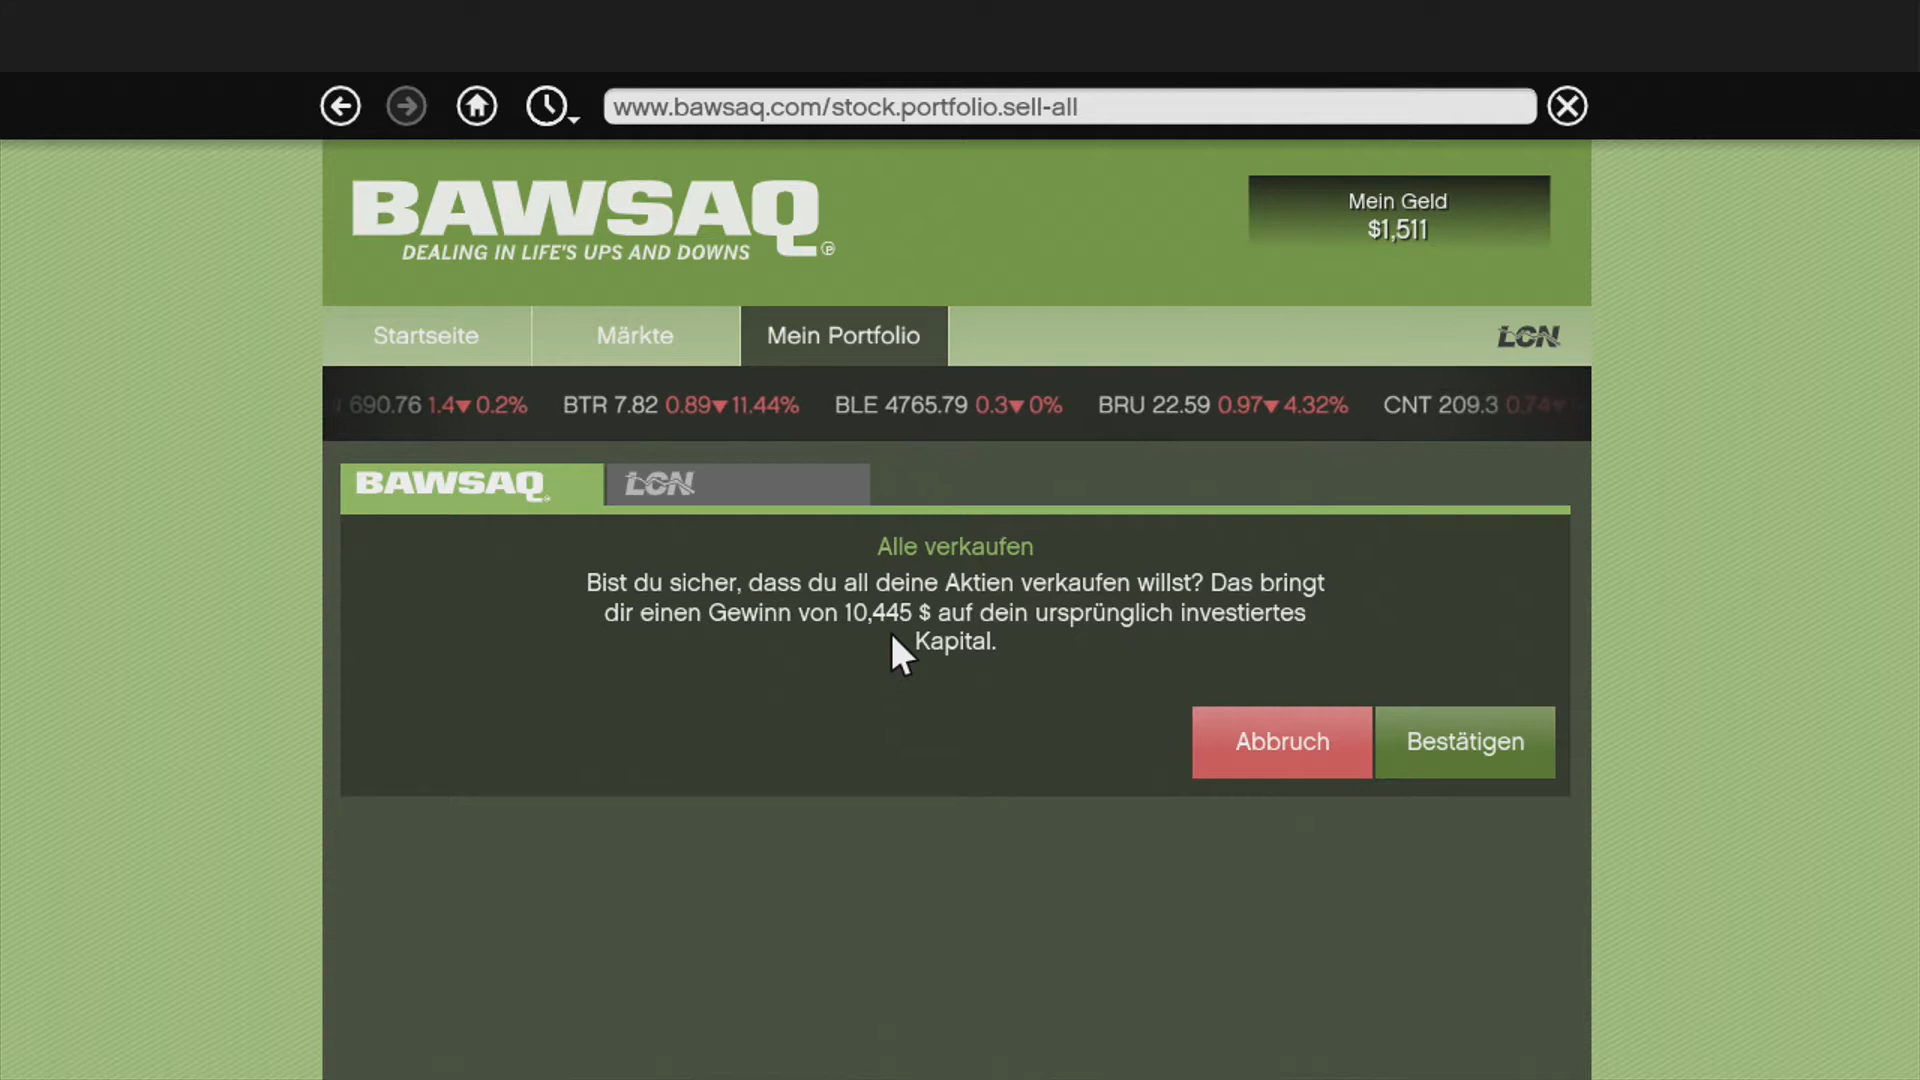 www.bawsaq.com/stock.portfolio.sell-all
BAWSAQ
DEALING IN LIFE'S UPS AND DOWNS
Mein Geld
$1,511
Startseite Märkte Mein Portfolio LCN
690.76 1.4▼0.2% BTR 7.82 0.89▼11.44% BLE 4765.79 0.3▼0% BRU 22.59 0.97▼4.32% CNT 209.3 0.74▼
BAWSAQ LCN
Alle verkaufen
Bist du sicher, dass du all deine Aktien verkaufen willst? Das bringt
dir einen Gewinn von 10,445 $ auf dein ursprünglich investiertes
Kapital.
Abbruch Bestätigen